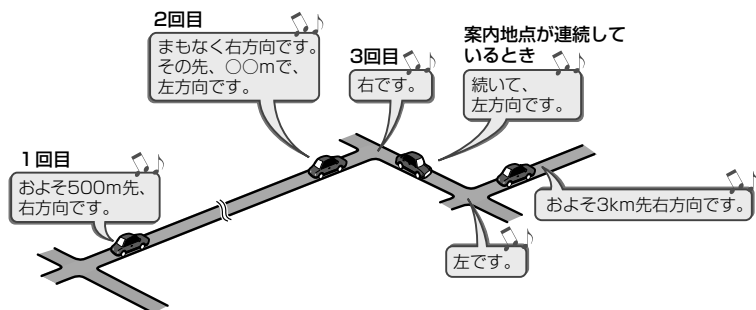 2回目
まもなく右方向です。
その先、○○mで、
左方向です。
3回目
右です。
案内地点が連続して
いるとき
続いて、
左方向です。
1回目
およそ500m先、
右方向です。
およそ3km先右方向です。
左です。